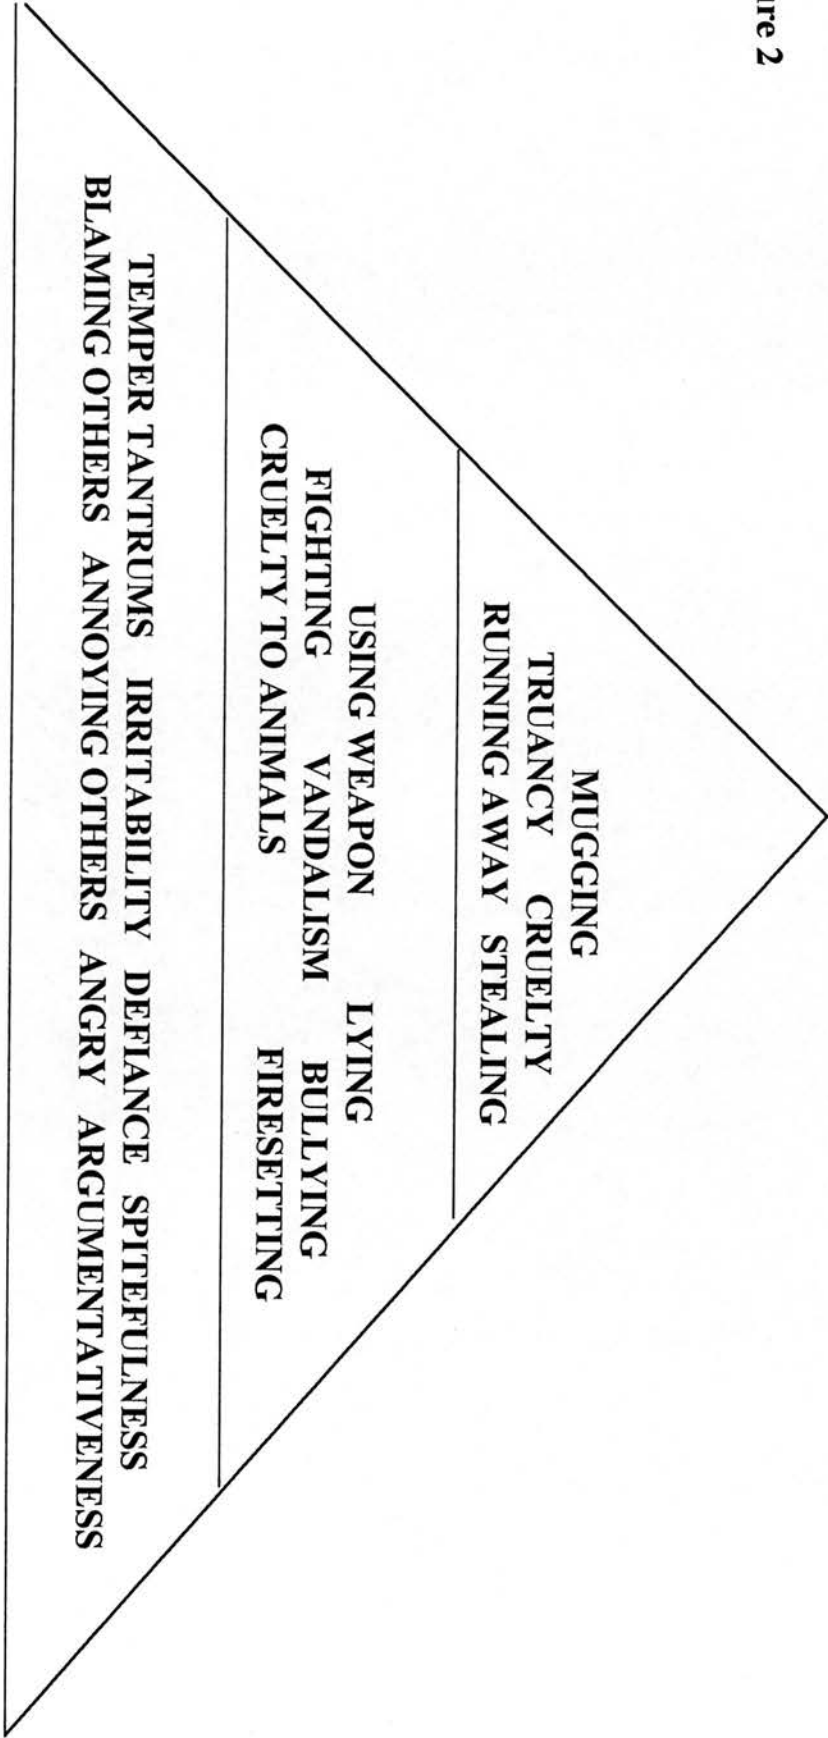 ure 2
MUGGING
TRUANCY CRUELTY
RUNNING AWAY STEALING
USING WEAPON LYING
FIGHTING VANDALISM BULLYING
CRUELTY TO ANIMALS FIRESETTING
TEMPER TANTRUMS IRRITABILITY DEFIANCE SPITEFULNESS
BLAMING OTHERS ANNOYING OTHERS ANGRY ARGUMENTATIVENESS